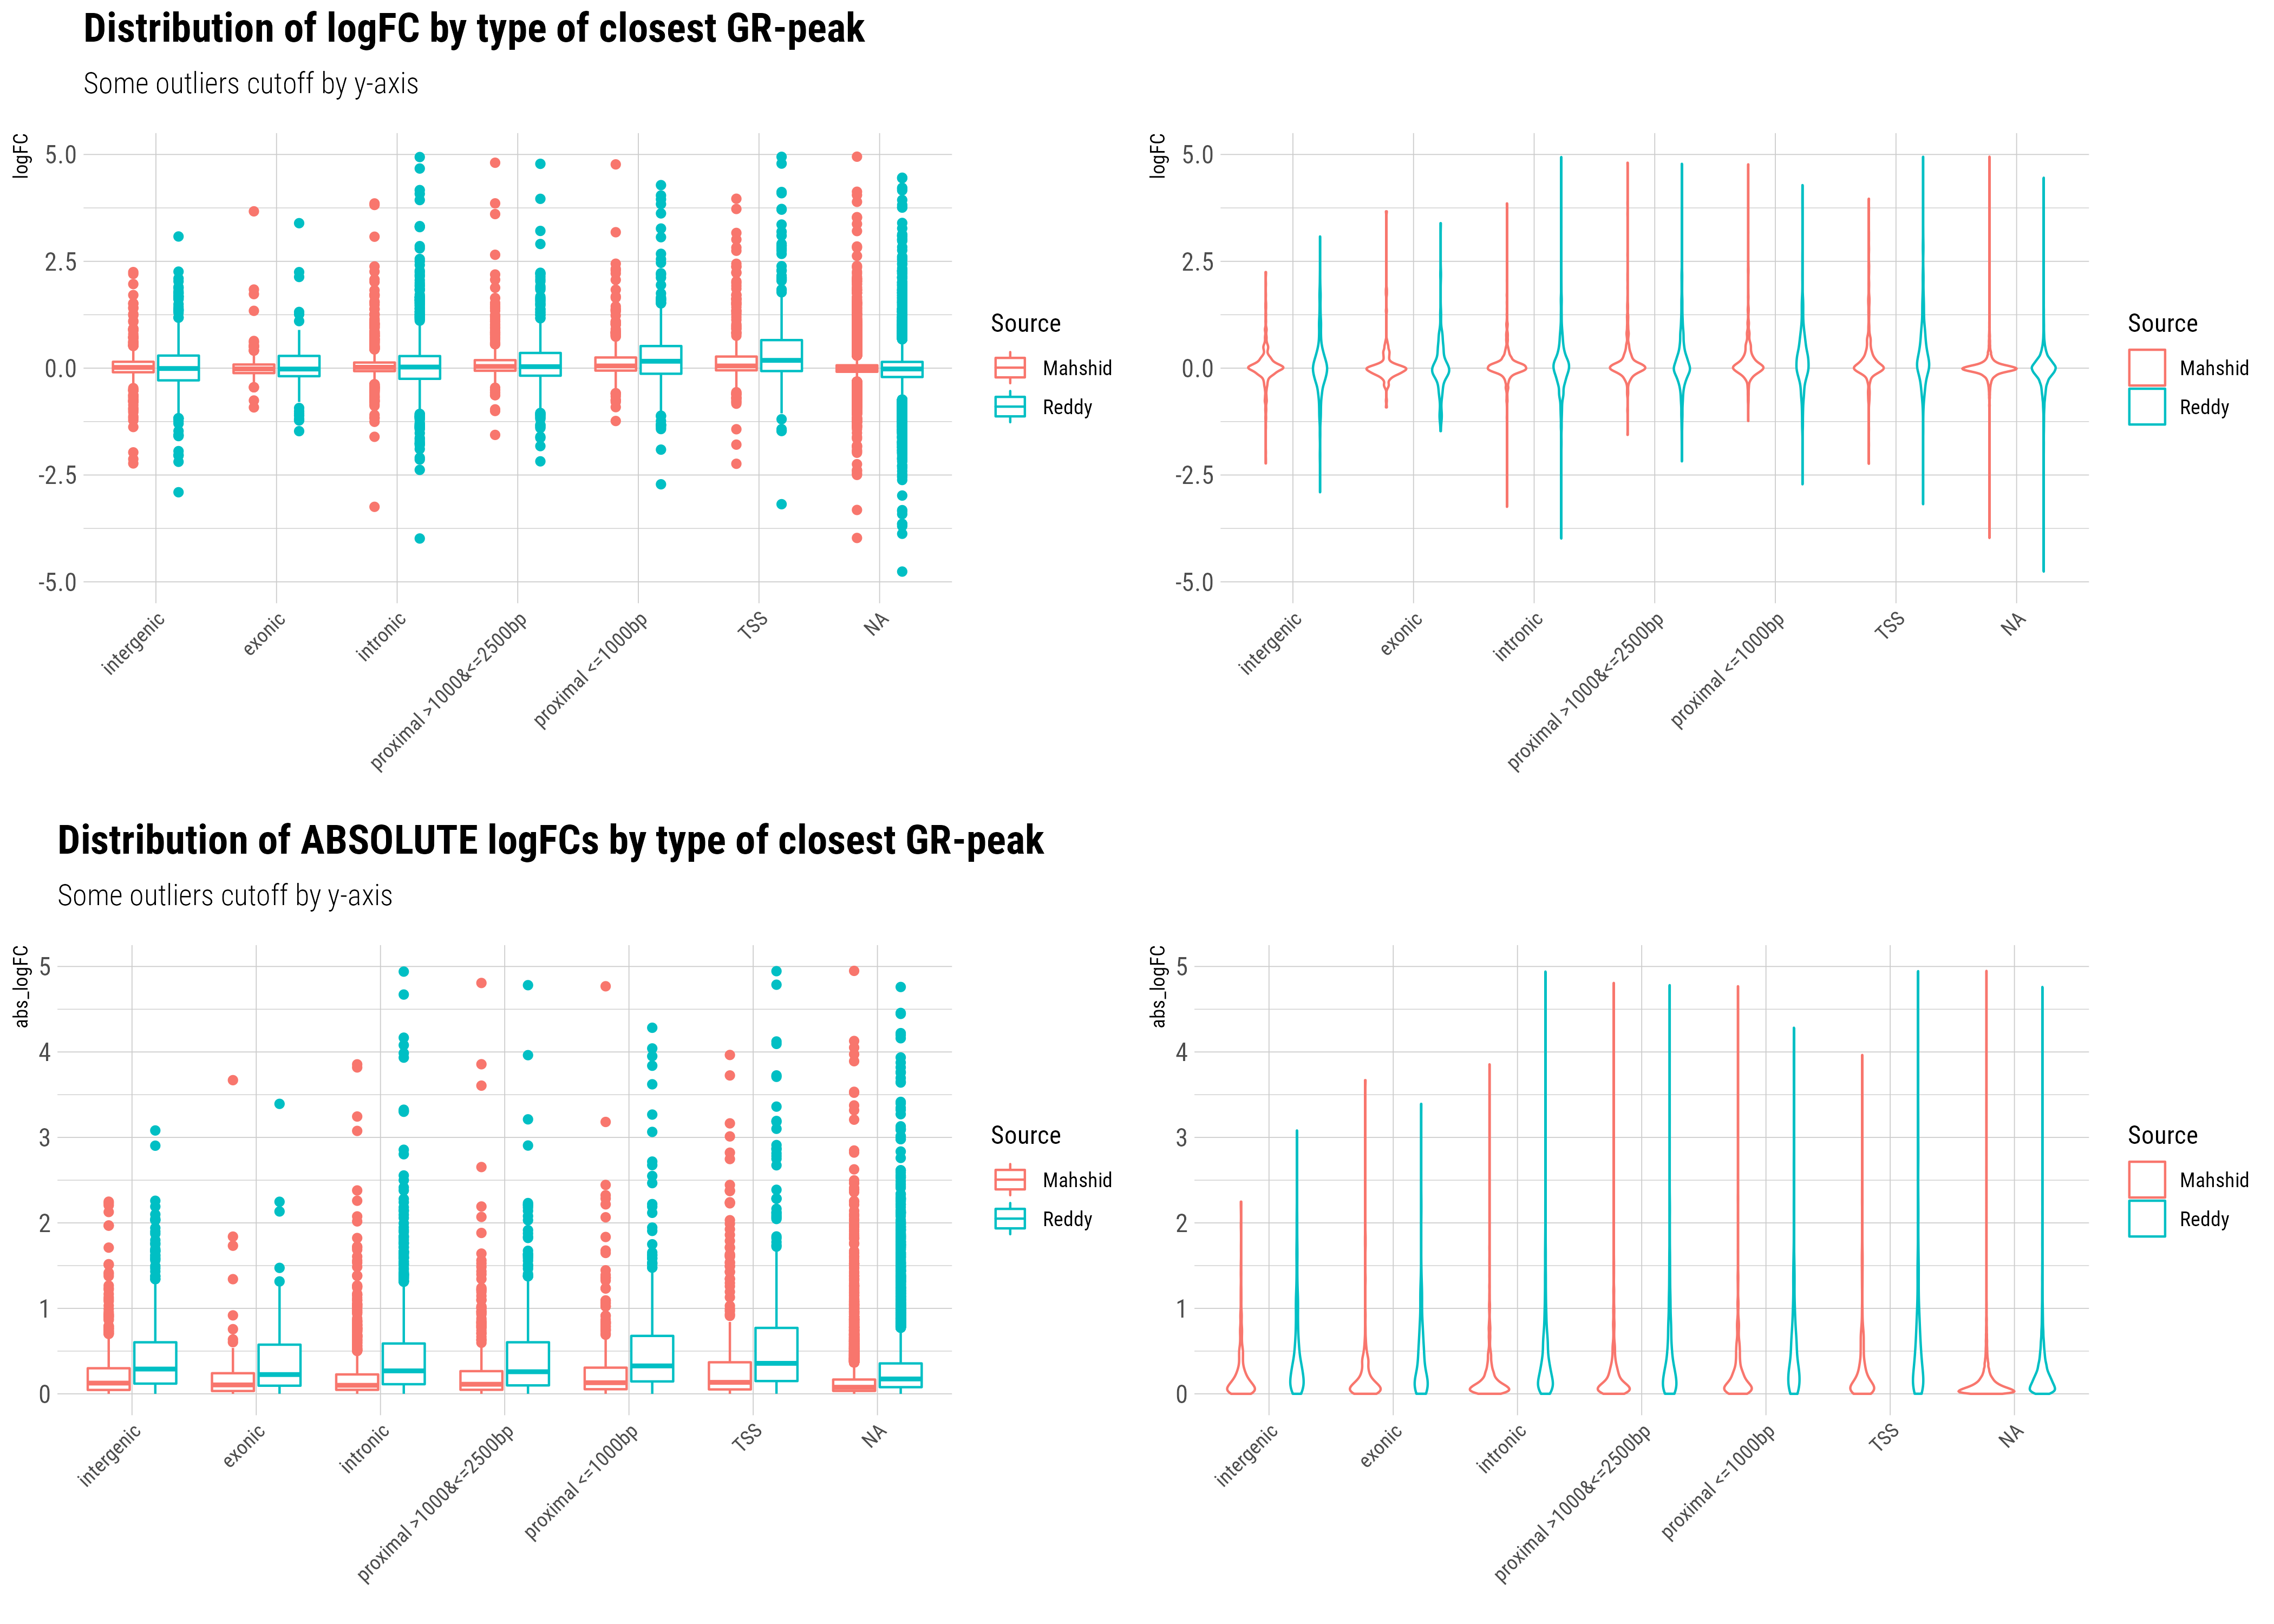 Distribution of logFC by type of closest GR-peak
Some outliers cutoff by y-axis
logFC
5.0
2.5
0.0
-2.5
-5.0
intergenic
exonic
intronic
proximal >1000&<=2500bp
proximal <=1000bp
TSS
NA
Source
Mahshid
Reddy
logFC
5.0
2.5
0.0
-2.5
-5.0
intergenic
exonic
intronic
proximal >1000&<=2500bp
proximal <=1000bp
TSS
NA
Source
Mahshid
Reddy
Distribution of ABSOLUTE logFCs by type of closest GR-peak
Some outliers cutoff by y-axis
abs_logFC
5
4
3
2
1
0
intergenic
exonic
intronic
proximal >1000&<=2500bp
proximal <=1000bp
TSS
NA
Source
Mahshid
Reddy
abs_logFC
5
4
3
2
1
0
intergenic
exonic
intronic
proximal >1000&<=2500bp
proximal <=1000bp
TSS
NA
Source
Mahshid
Reddy